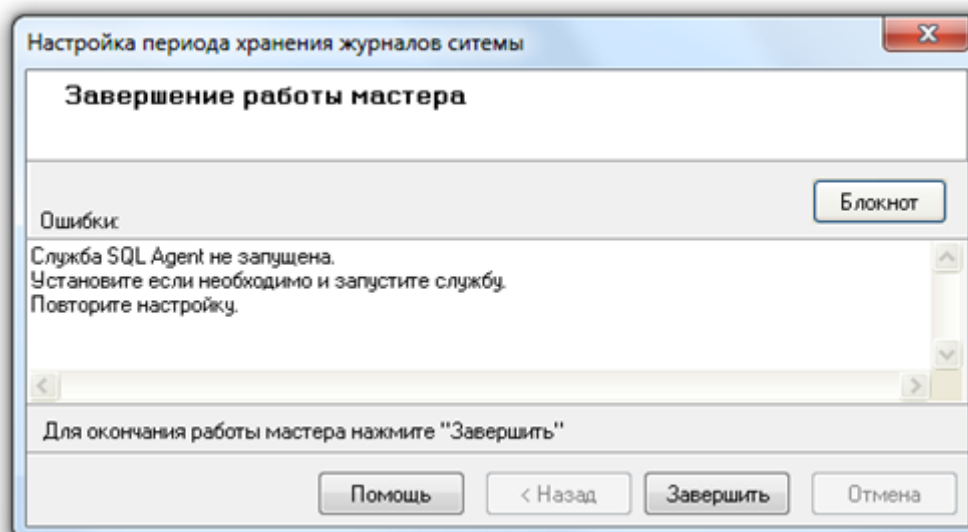 Настройка периода хранения журналов ситемы
Завершение работы мастера
Блокнот
Ошибки:
Служба SQL Agent не запущена.
Установите если необходимо и запустите службу.
Повторите настройку.
Для окончания работы мастера нажмите "Завершить"
Помощь
< Назад
Завершить
Отмена